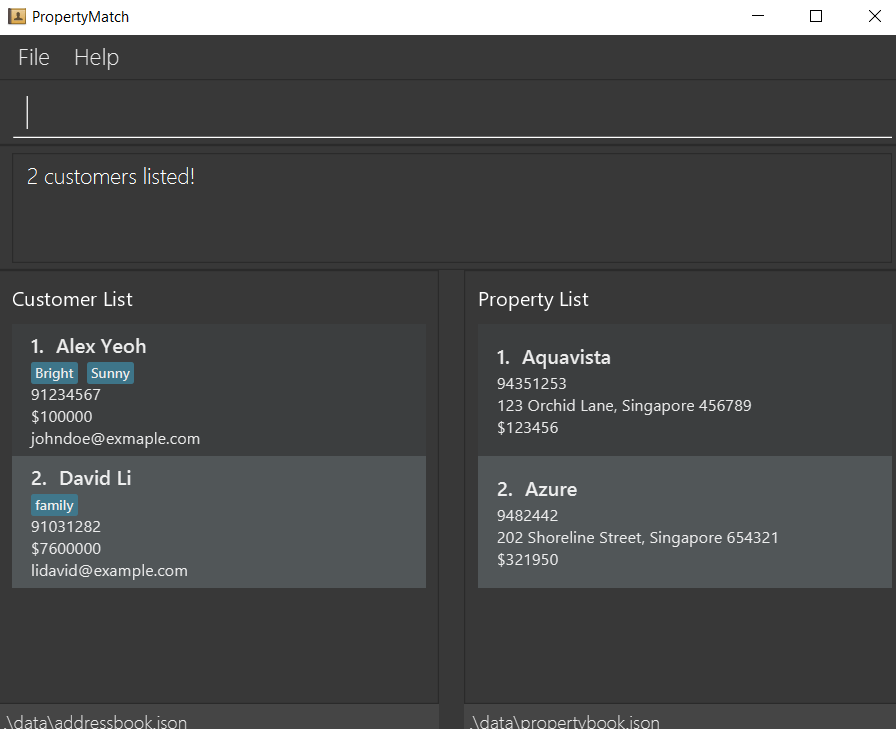 PropertyMatch
File Help
2 customers listed!
Customer List
1. Alex Yeoh
Bright Sunny
91234567
$100000
johndoe@exmaple.com
2. David Li
family
91031282
$7600000
lidavid@example.com
Property List
1. Aquavista
94351253
123 Orchid Lane, Singapore 456789
$123456
2. Azure
9482442
202 Shoreline Street, Singapore 654321
$321950
.\data\addressbook.json
.\data\propertybook.json